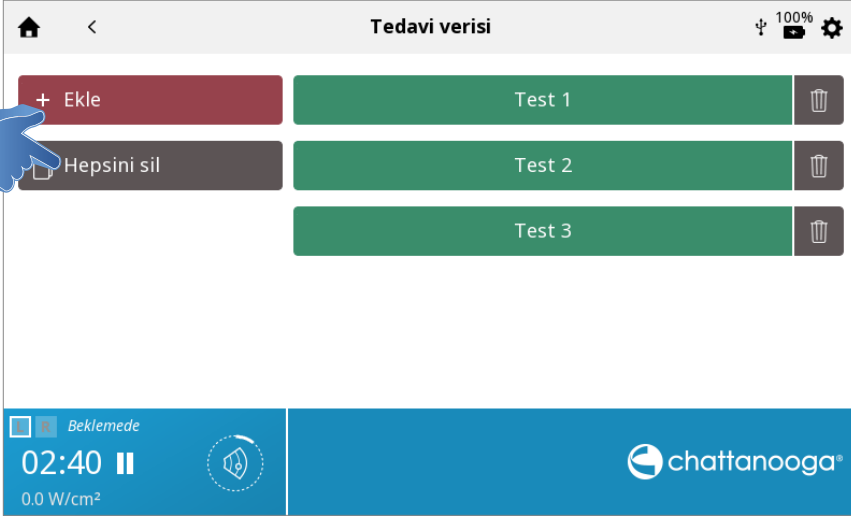 Tedavi verisi
100%
+ Ekle
Test 1
Hepsini sil
Test 2
Test 3
L R Beklemede
02:40
0.0 W/cm²
chattanooga®